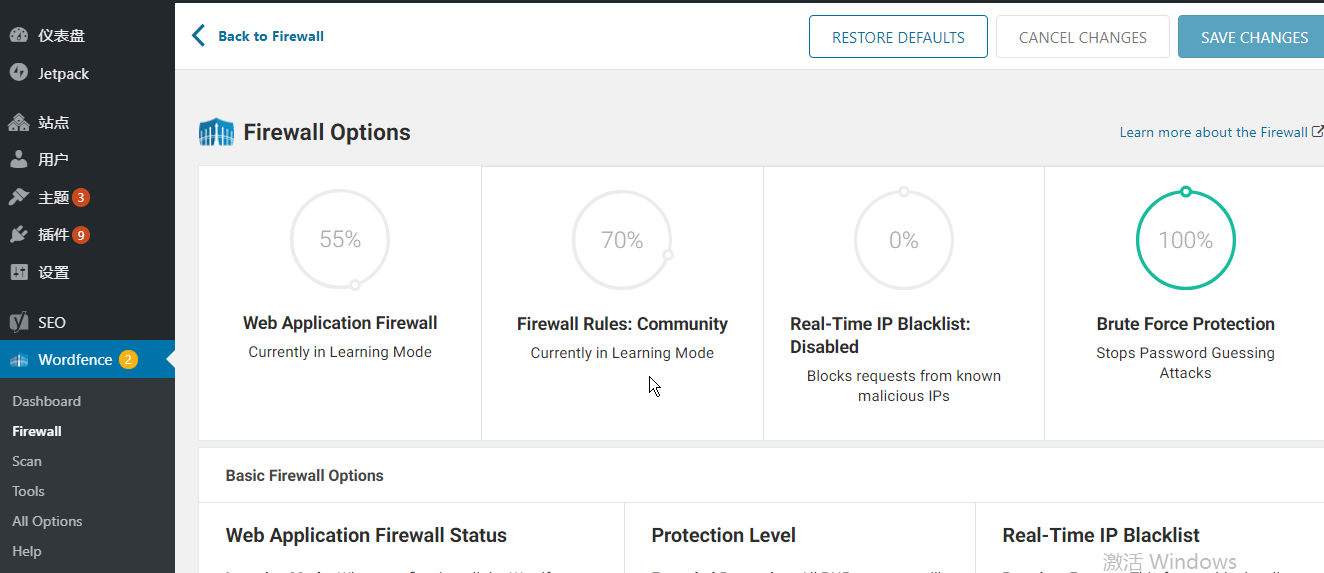 仪表盘
Jetpack
站点
用户
主题 3
插件 9
设置
SEO
Wordfence 2
Dashboard
Firewall
Scan
Tools
All Options
Help
Back to Firewall
RESTORE DEFAULTS
CANCEL CHANGES
SAVE CHANGES
Firewall Options
Learn more about the Firewall
55%
Web Application Firewall
Currently in Learning Mode
70%
Firewall Rules: Community
Currently in Learning Mode
0%
Real-Time IP Blacklist:
Disabled
Blocks requests from known
malicious IPs
100%
Brute Force Protection
Stops Password Guessing
Attacks
Basic Firewall Options
Web Application Firewall Status
Protection Level
Real-Time IP Blacklist
激活 Windows